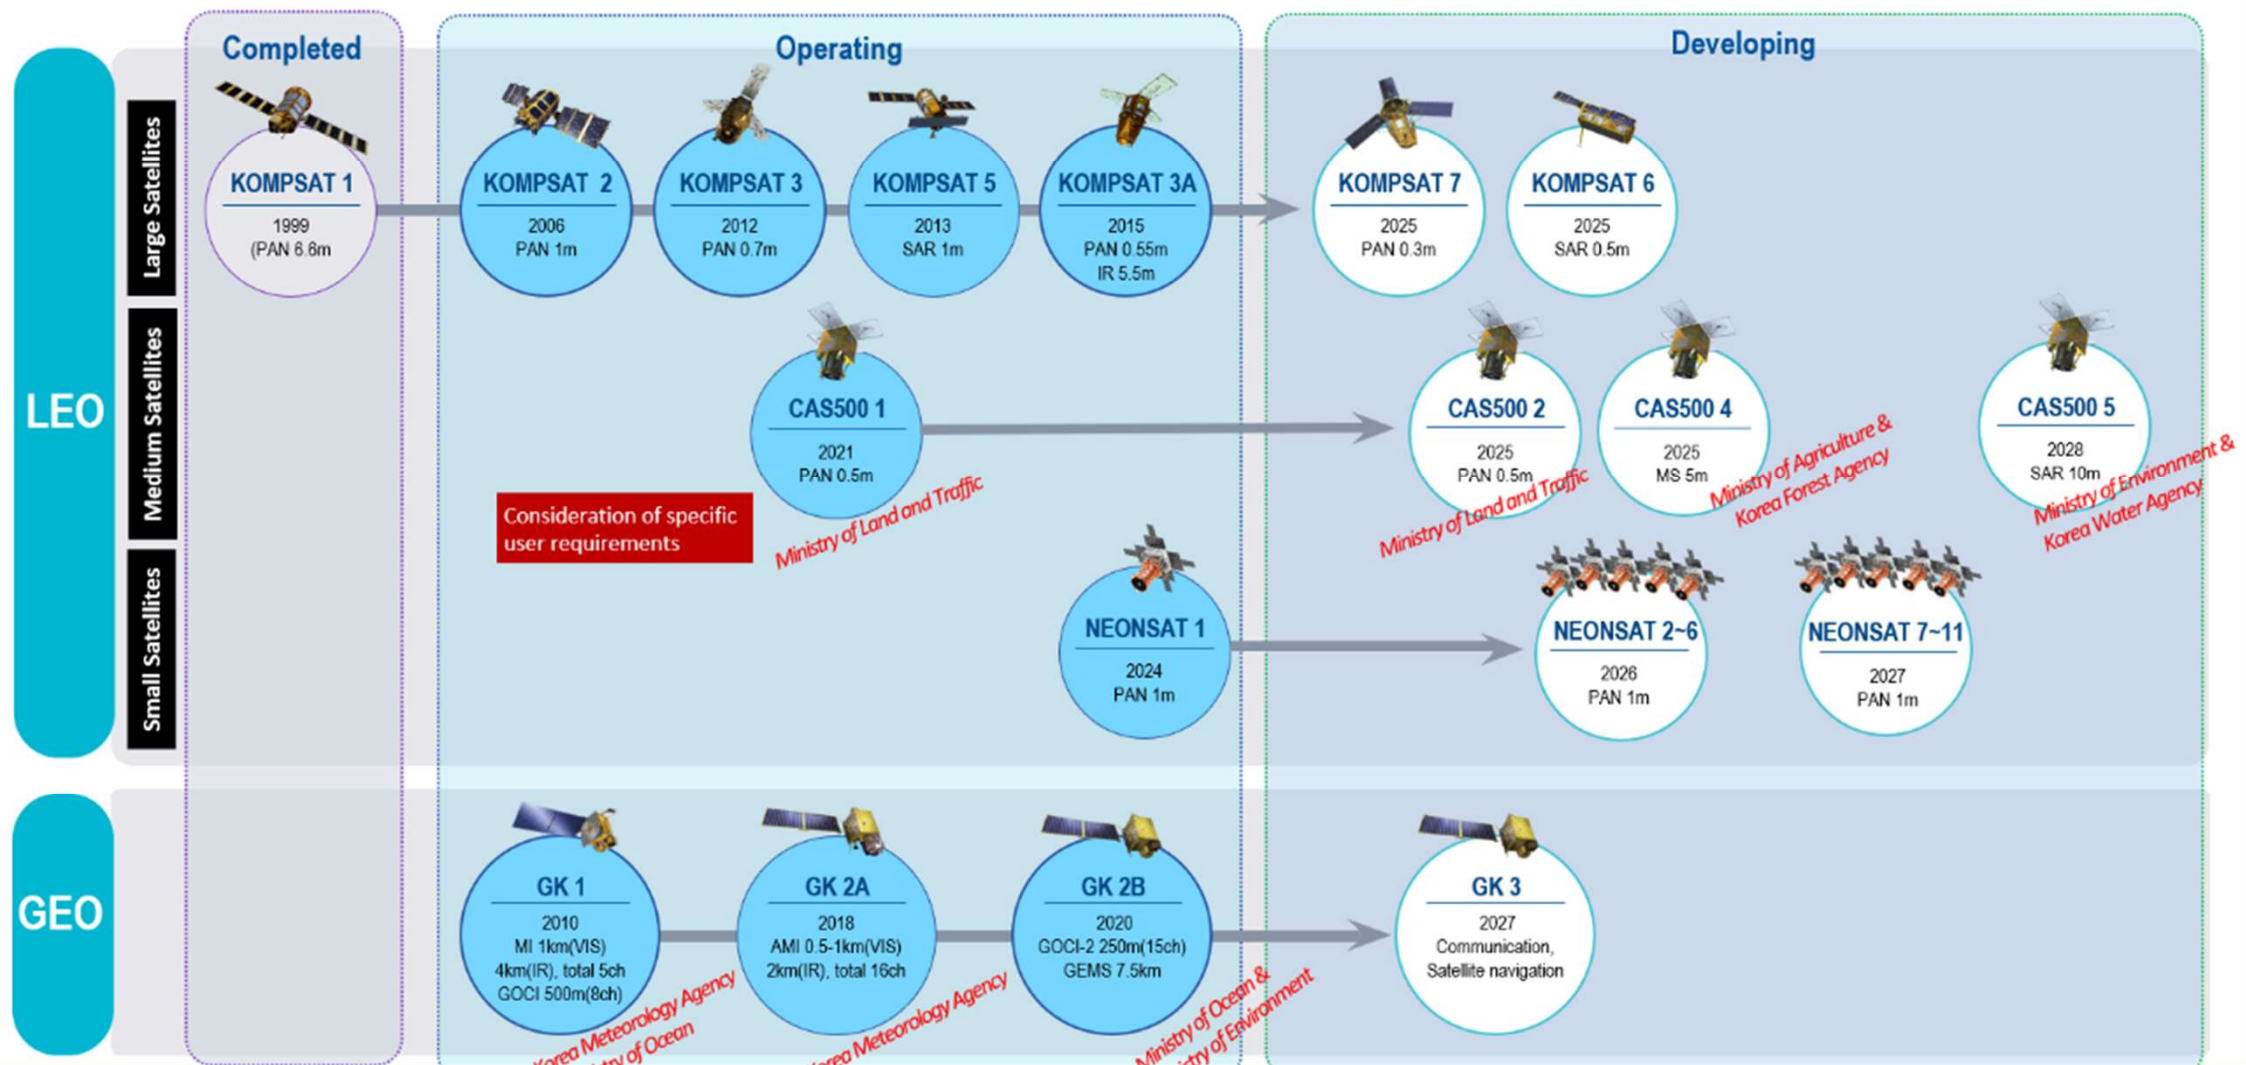 Completed
Operating
Developing
LEO
Large Satellites
KOMPSAT 1
1999
(PAN 6.6m
KOMPSAT 2
2006
PAN 1m
KOMPSAT 3
2012
PAN 0.7m
KOMPSAT 5
2013
SAR 1m
KOMPSAT 3A
2015
PAN 0.55m
IR 5.5m
KOMPSAT 7
2025
PAN 0.3m
KOMPSAT 6
2025
SAR 0.5m
Medium Satellites
CAS500 1
2021
PAN 0.5m
Ministry of Land and Traffic
CAS500 2
2025
PAN 0.5m
Ministry of Land and Traffic
CAS500 4
2025
MS 5m
Ministry of Agriculture &
Korea Forest Agency
CAS500 5
2028
SAR 10m
Ministry of Environment &
Korea Water Agency
Consideration of specific
user requirements
Small Satellites
NEONSAT 1
2024
PAN 1m
NEONSAT 2~6
2026
PAN 1m
NEONSAT 7~11
2027
PAN 1m
GEO
GK 1
2010
MI 1km(VIS)
4km(IR), total 5ch
GOCI 500m(8ch)
Korea Meteorology Agency
of Ocean
GK 2A
2018
AMI 0.5-1km(VIS)
2km(IR), total 16ch
Korea Meteorology Agency
GK 2B
2020
GOCI-2 250m(15ch)
GEMS 7.5km
Ministry of Ocean &
of Environment
GK 3
2027
Communication,
Satellite navigation